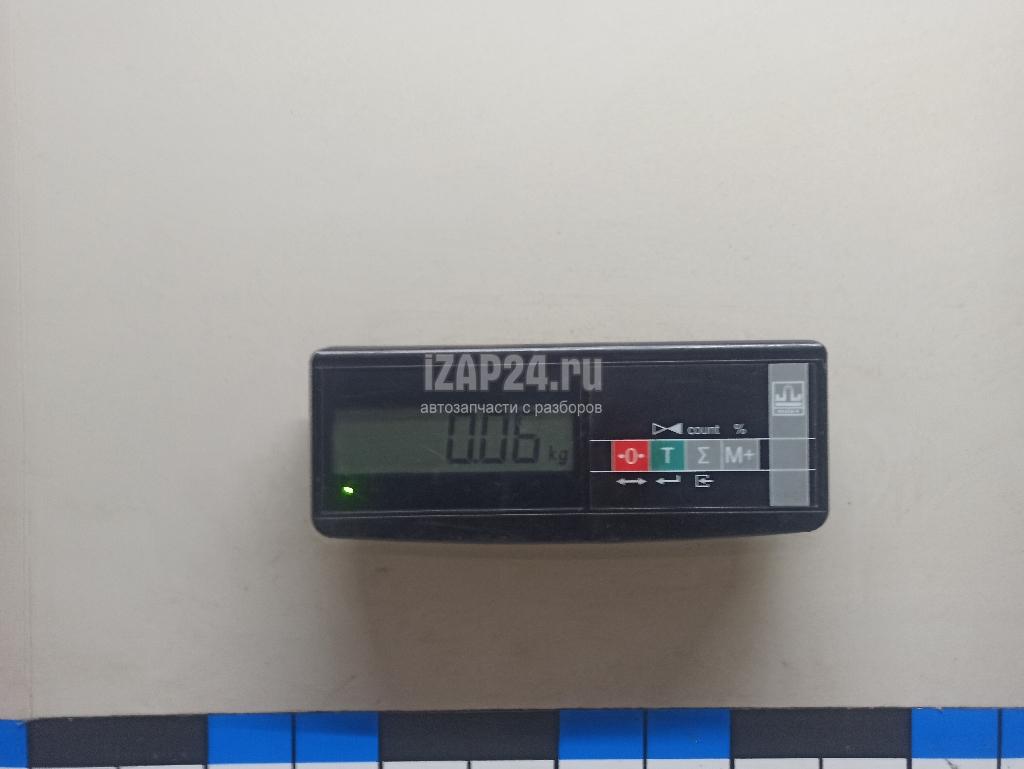 iZAP24.ru
автозапчасти с разборов
0.06 kg
count %
→0← T Σ M+